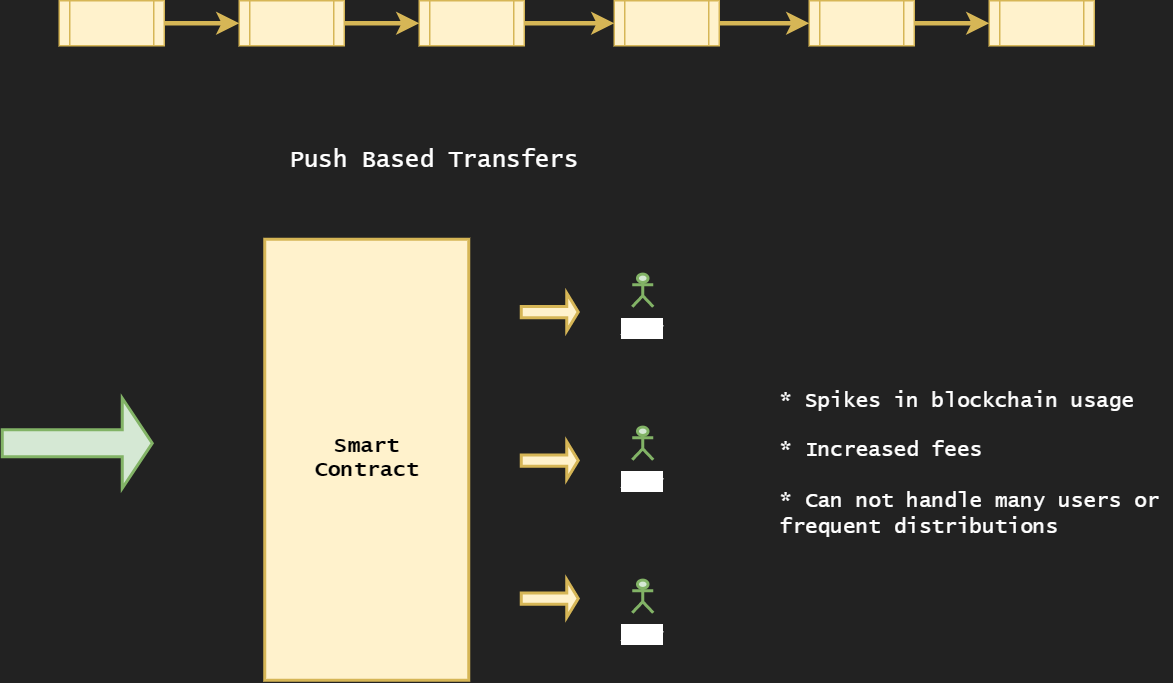 Push Based Transfers
Smart
Contract
* Spikes in blockchain usage
* Increased fees
* Can not handle many users or
frequent distributions